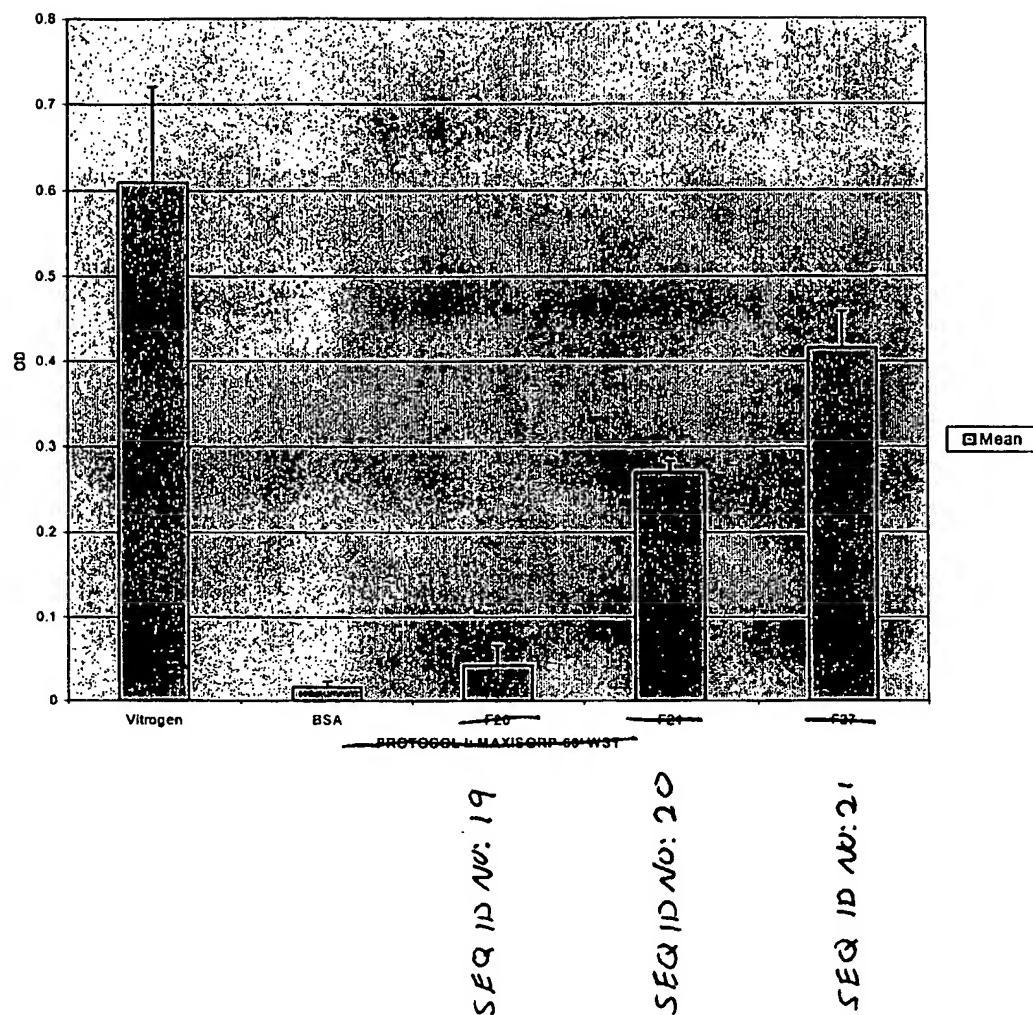 0.8
0.7
0.6
0.5
0.4
0.3
0.2
0.1
0
OD
Mean
Vitrogen BSA F20 F21 F27
PROTOCOL I: MAXISORP 60' WST
SEQ ID NO: 19
SEQ ID NO: 20
SEQ ID NO: 21